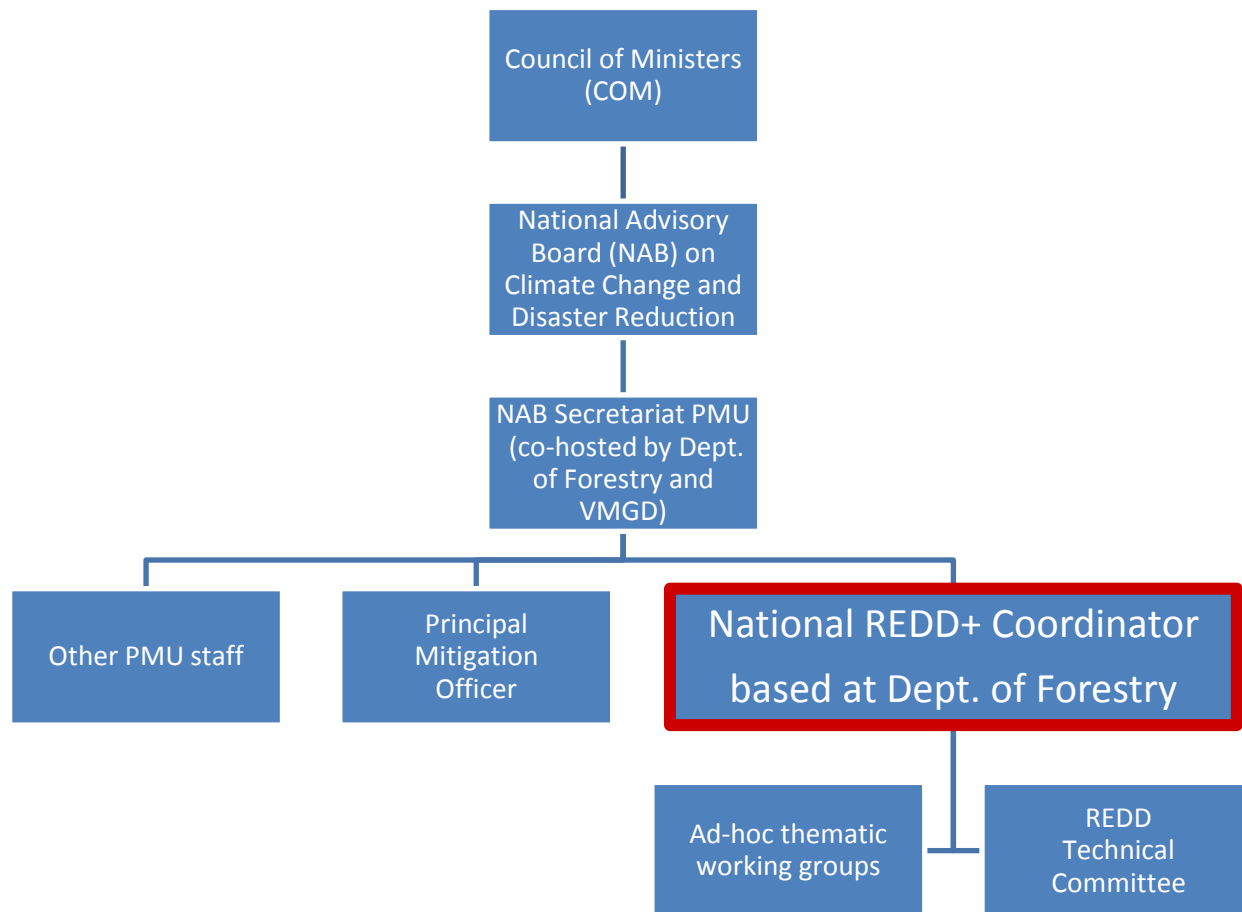 Council of Ministers
(COM)
National Advisory
Board (NAB) on
Climate Change and
Disaster Reduction
NAB Secretariat PMU
(co-hosted by Dept.
of Forestry and
VMGD)
Other PMU staff
Principal
Mitigation
Officer
National REDD+ Coordinator
based at Dept. of Forestry
Ad-hoc thematic
working groups
REDD
Technical
Committee